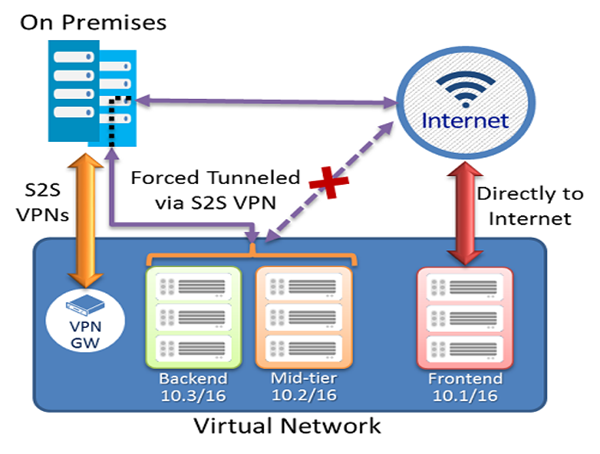 On Premises
Internet
S2S
VPNs
Forced Tunneled
via S2S VPN
Directly to
Internet
VPN
GW
Backend
10.3/16
Mid-tier
10.2/16
Frontend
10.1/16
Virtual Network